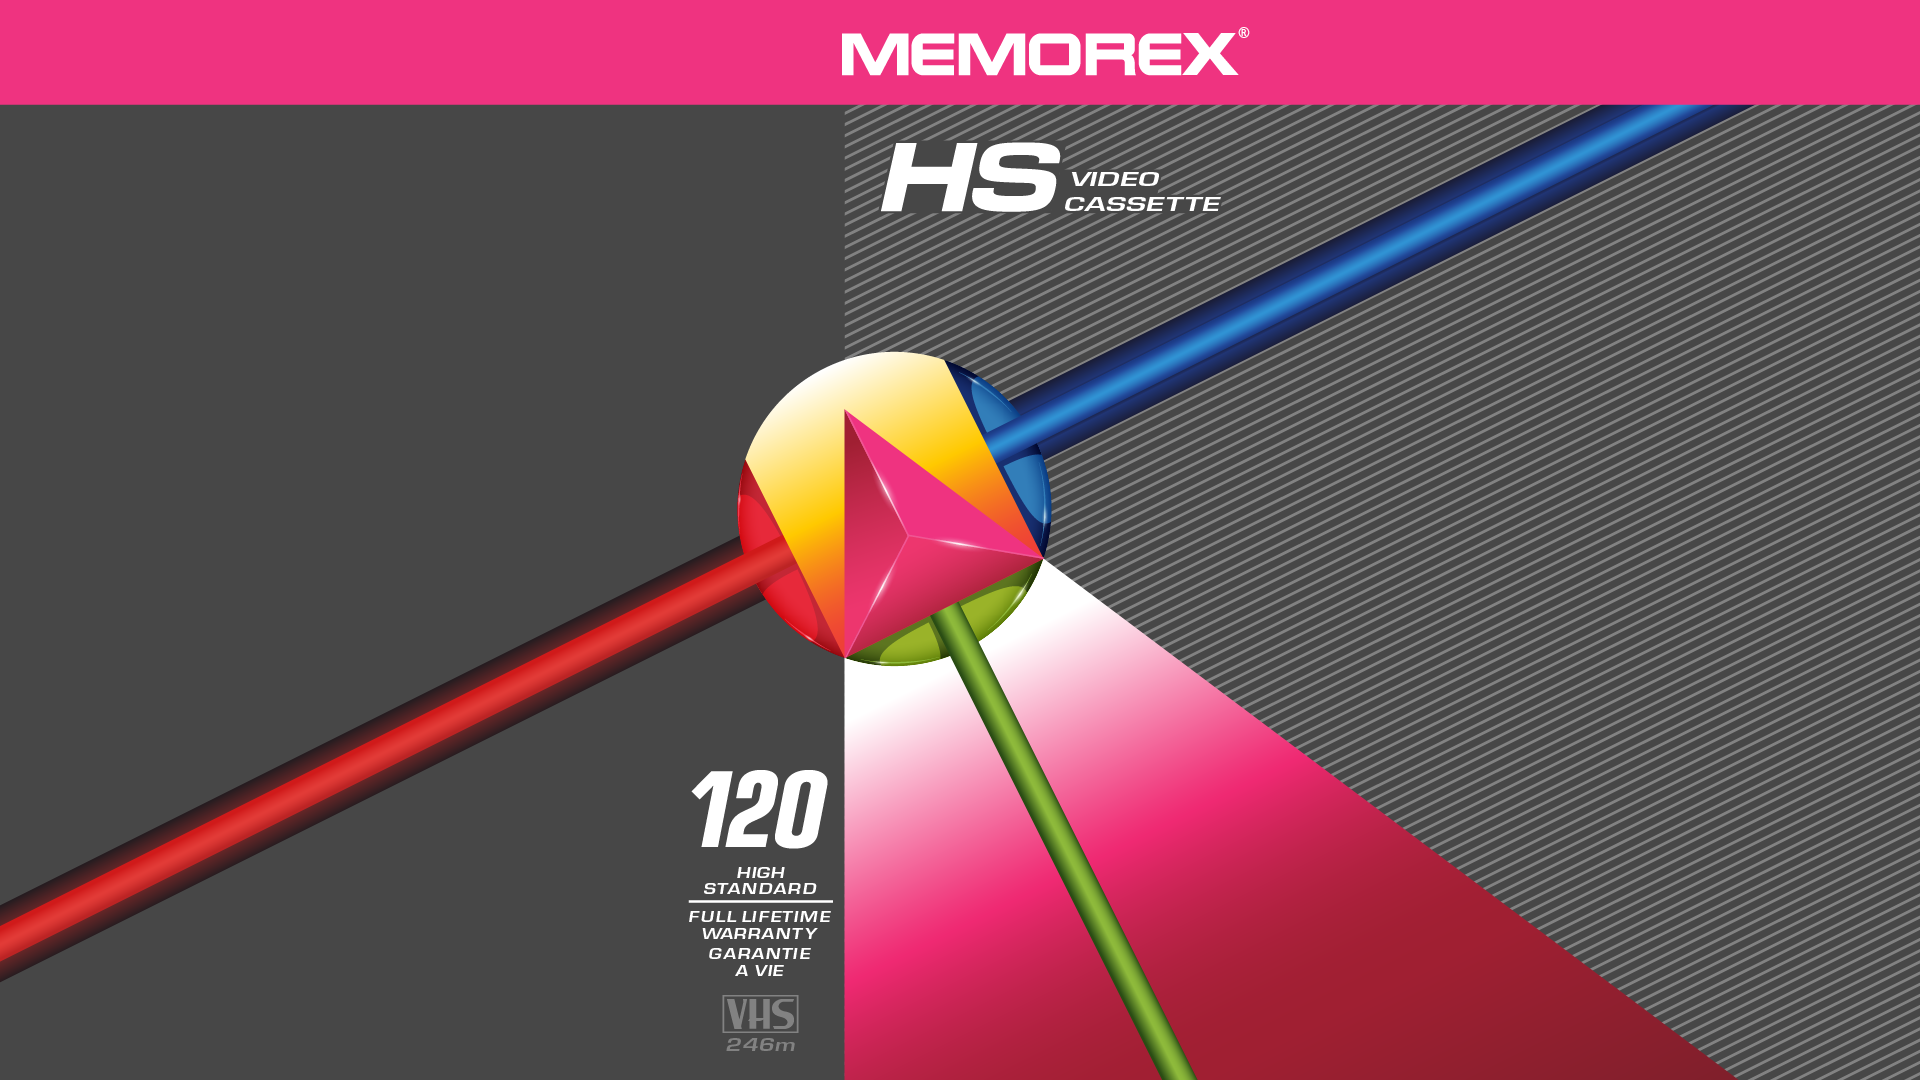 MEMOREX®
HS VIDEO
CASSETTE
120
HIGH
STANDARD
FULL LIFETIME
WARRANTY
GARANTIE
A VIE
VHS
246m